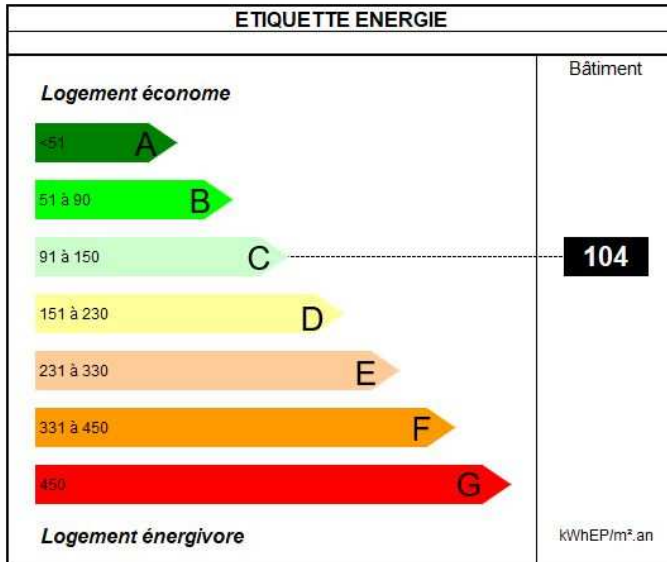 ETIQUETTE ENERGIE
Bâtiment
Logement économe
<51 A
51 à 90 B
91 à 150 C 104
151 à 230 D
231 à 330 E
331 à 450 F
450 G
Logement énergivore
kWhEP/m².an